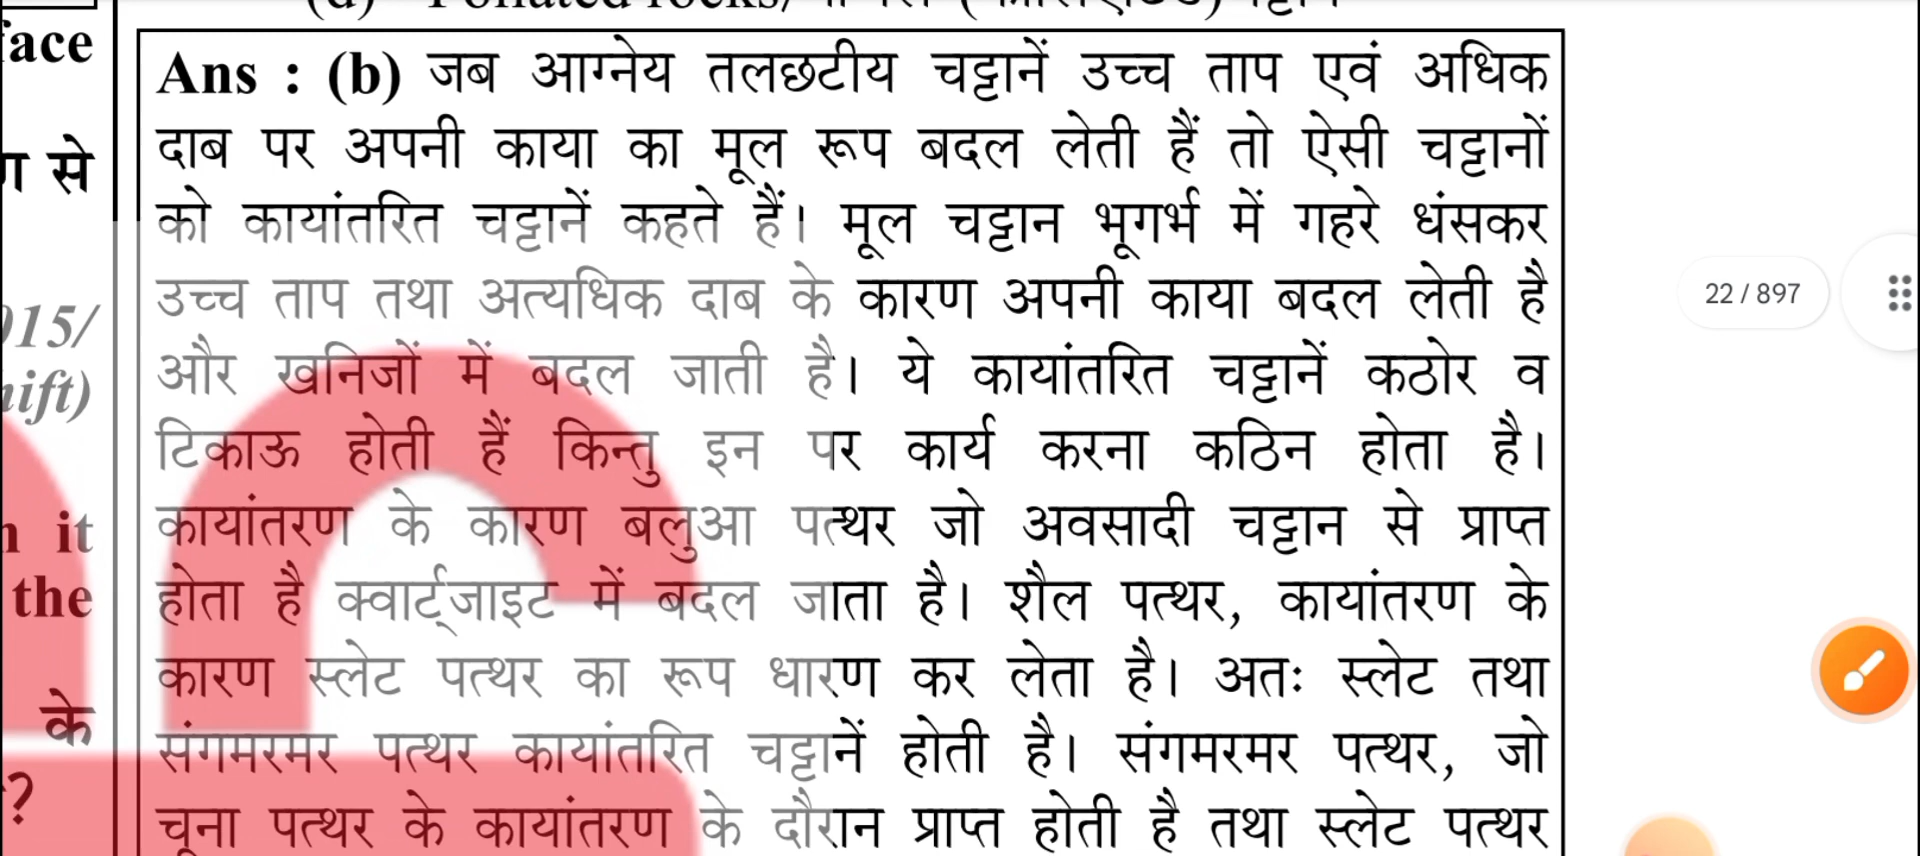 face
Ans : (b) जब आग्नेय तलछटीय चट्टानें उच्च ताप एवं अधिक
दाब पर अपनी काया का मूल रूप बदल लेती हैं तो ऐसी चट्टानों
से
को कायांतरित चट्टानें कहते हैं। मूल चट्टान भूगर्भ में गहरे धंसकर
उच्च ताप तथा अत्यधिक दाब के कारण अपनी काया बदल लेती है
015/
और खनिजों में बदल जाती है। ये कायांतरित चट्टानें कठोर व
hift)
टिकाऊ होती हैं किन्तु इन पर कार्य करना कठिन होता है।
कायांतरण के कारण बलुआ पत्थर जो अवसादी चट्टान से प्राप्त
it
होता है क्वार्ट्जाइट में बदल जाता है। शैल पत्थर, कायांतरण के
the
कारण स्लेट पत्थर का रूप धारण कर लेता है। अतः स्लेट तथा
के
संगमरमर पत्थर कायांतरित चट्टानें होती है। संगमरमर पत्थर, जो
?
चूना पत्थर के कायांतरण के दौरान प्राप्त होती है तथा स्लेट पत्थर
22 / 897